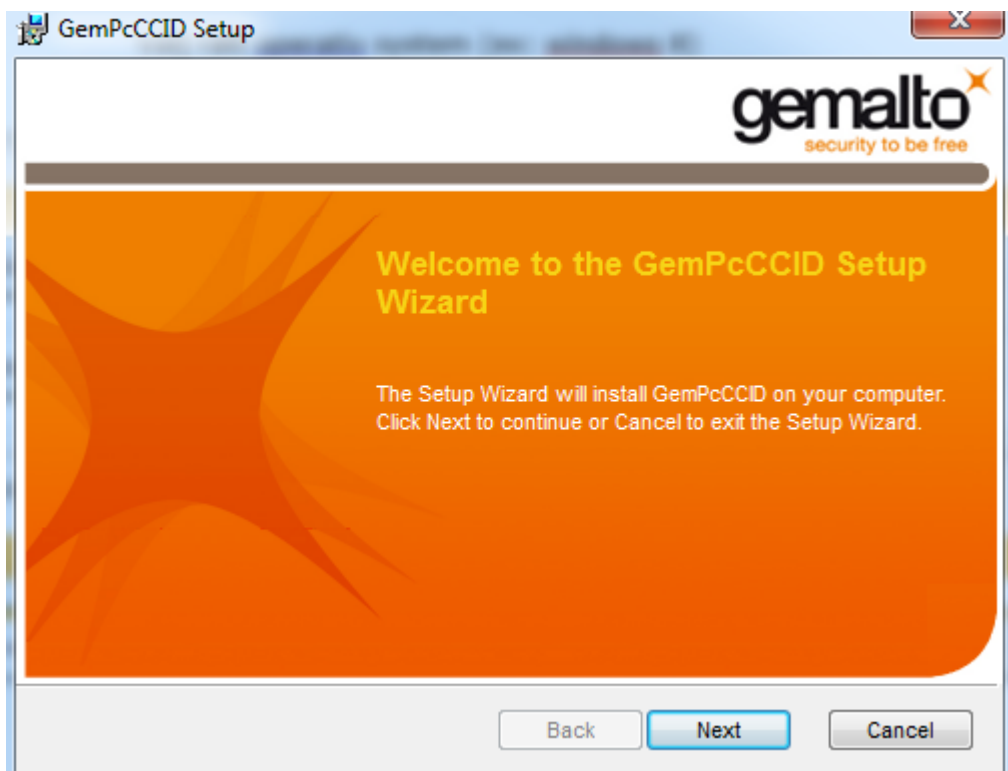 GemPcCCID Setup
gemalto
security to be free
Welcome to the GemPcCCID Setup
Wizard
The Setup Wizard will install GemPcCCID on your computer.
Click Next to continue or Cancel to exit the Setup Wizard.
Back Next Cancel